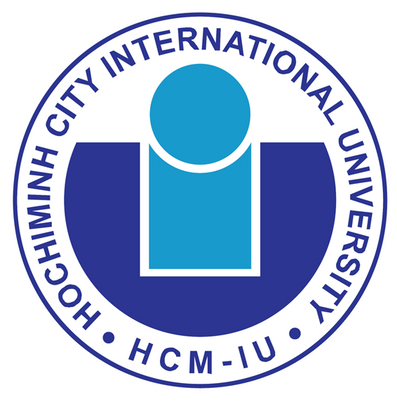 HOCHIMINH CITY INTERNATIONAL UNIVERSITY
• HCM-IU •